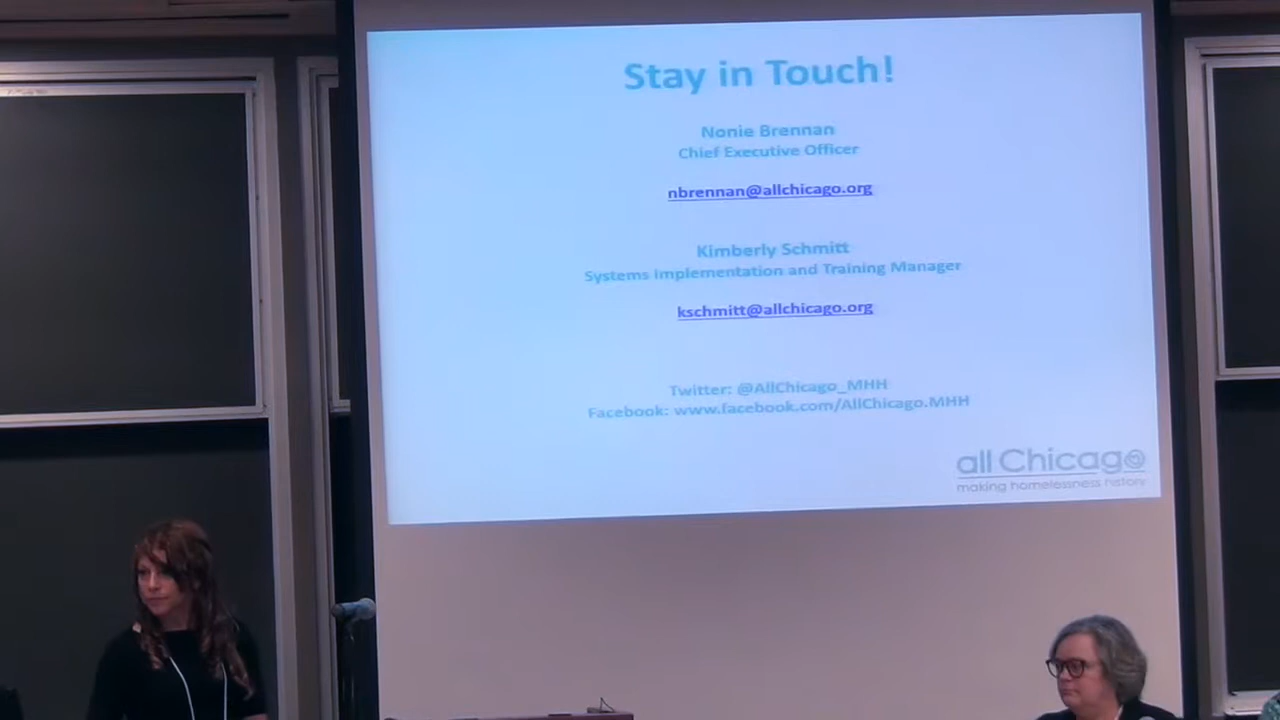 Stay in Touch!
Nonie Brennan
Chief Executive Officer
nbrennan@allchicago.org
Kimberly Schmitt
Systems Implementation and Training Manager
kschmitt@allchicago.org
Twitter: @AllChicago_MHH
Facebook: www.facebook.com/AllChicago.MHH
all Chicago
making homelessness history